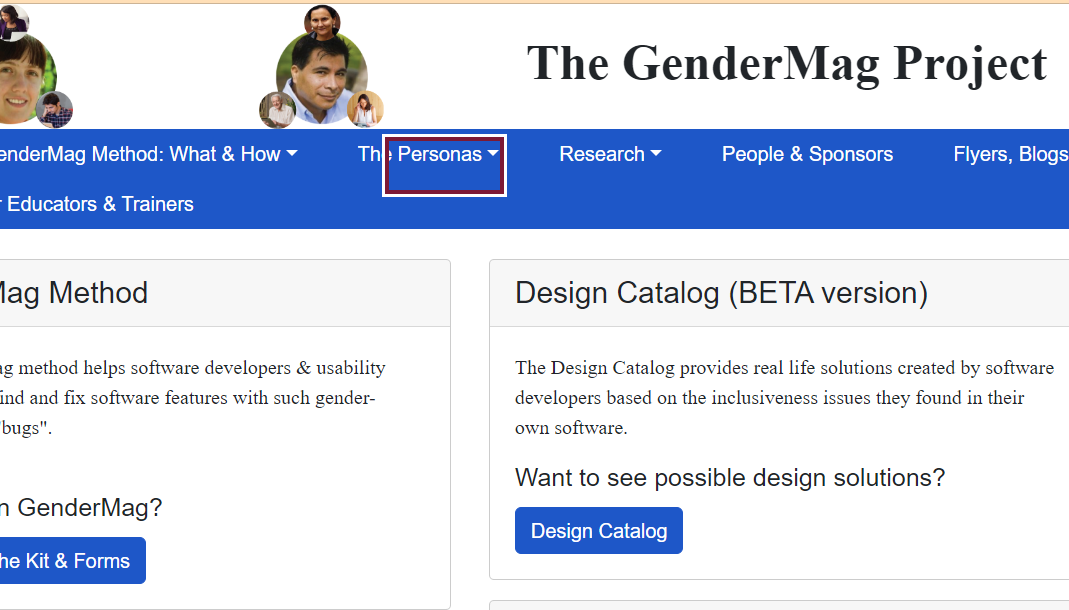 The GenderMag Project
enderMag Method: What & How
The Personas
Research
People & Sponsors
Flyers, Blogs
r Educators & Trainers
Mag Method
ag method helps software developers & usability
ind and fix software features with such gender-
"bugs".
n GenderMag?
he Kit & Forms
Design Catalog (BETA version)
The Design Catalog provides real life solutions created by software
developers based on the inclusiveness issues they found in their
own software.
Want to see possible design solutions?
Design Catalog